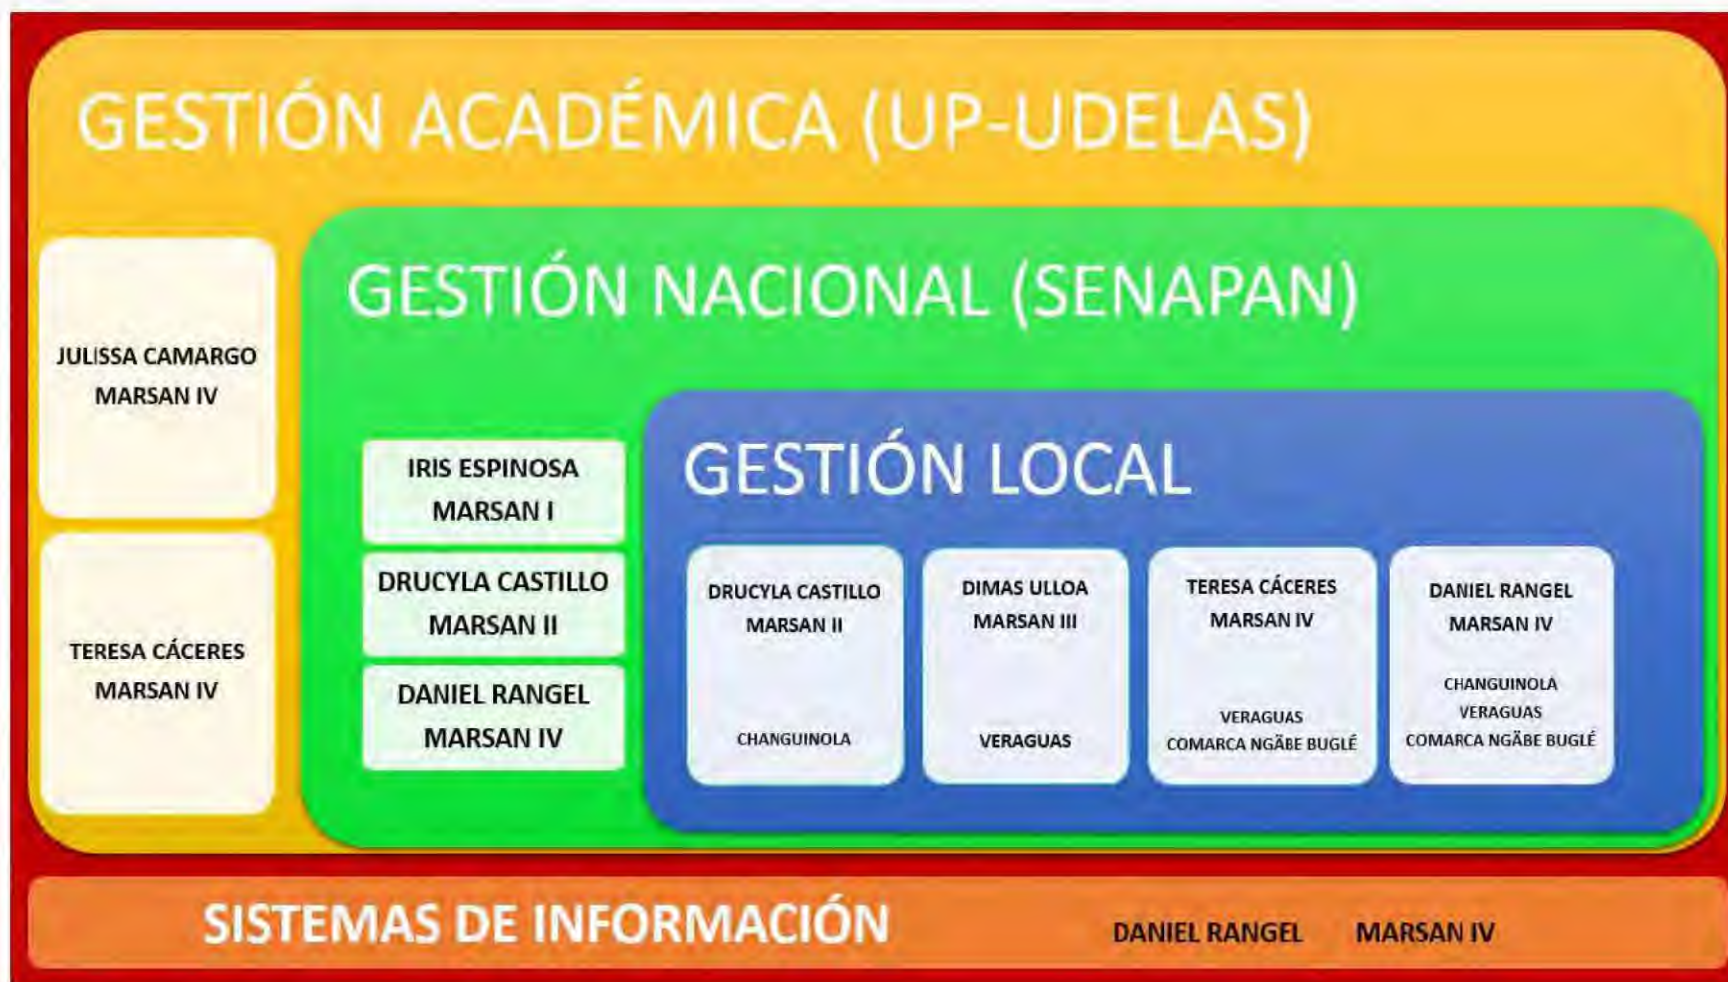 GESTIÓN ACADÉMICA (UP-UDELAS)
JULISSA CAMARGO
MARSAN IV
TERESA CÁCERES
MARSAN IV
GESTIÓN NACIONAL (SENAPAN)
IRIS ESPINOSA
MARSAN I
DRUCYLA CASTILLO
MARSAN II
DANIEL RANGEL
MARSAN IV
GESTIÓN LOCAL
DRUCYLA CASTILLO
MARSAN II
CHANGUINOLA
DIMAS ULLOA
MARSAN III
VERAGUAS
TERESA CÁCERES
MARSAN IV
VERAGUAS
COMARCA NGÄBE BUGLÉ
DANIEL RANGEL
MARSAN IV
CHANGUINOLA
VERAGUAS
COMARCA NGÄBE BUGLÉ
SISTEMAS DE INFORMACIÓN DANIEL RANGEL MARSAN IV